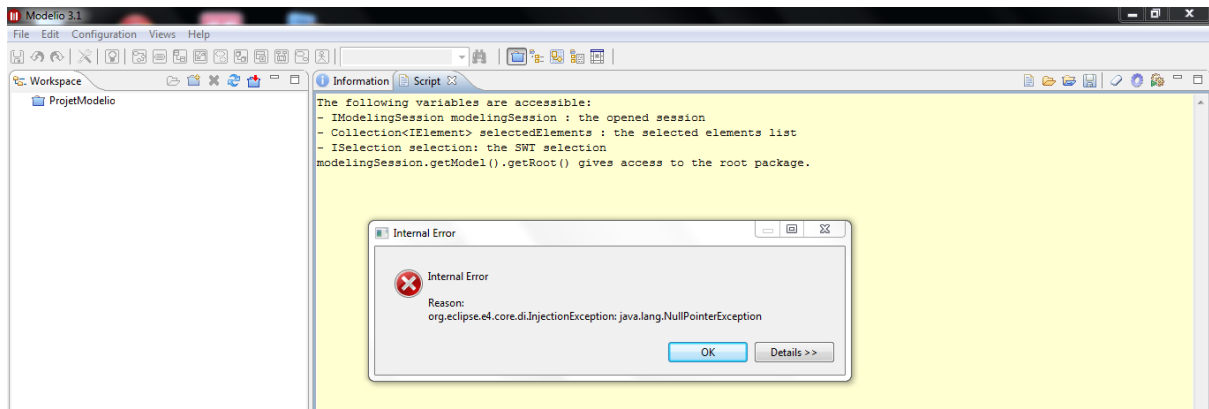 Modelio 3.1
File Edit Configuration Views Help
Workspace
Information Script
ProjetModelio
The following variables are accessible:
- IModelingSession modelingSession : the opened session
- Collection<IElement> selectedElements : the selected elements list
- ISelection selection: the SWT selection
modelingSession.getModel().getRoot() gives access to the root package.
Internal Error
Internal Error
Reason:
org.eclipse.e4.core.di.InjectionException: java.lang.NullPointerException
OK Details >>